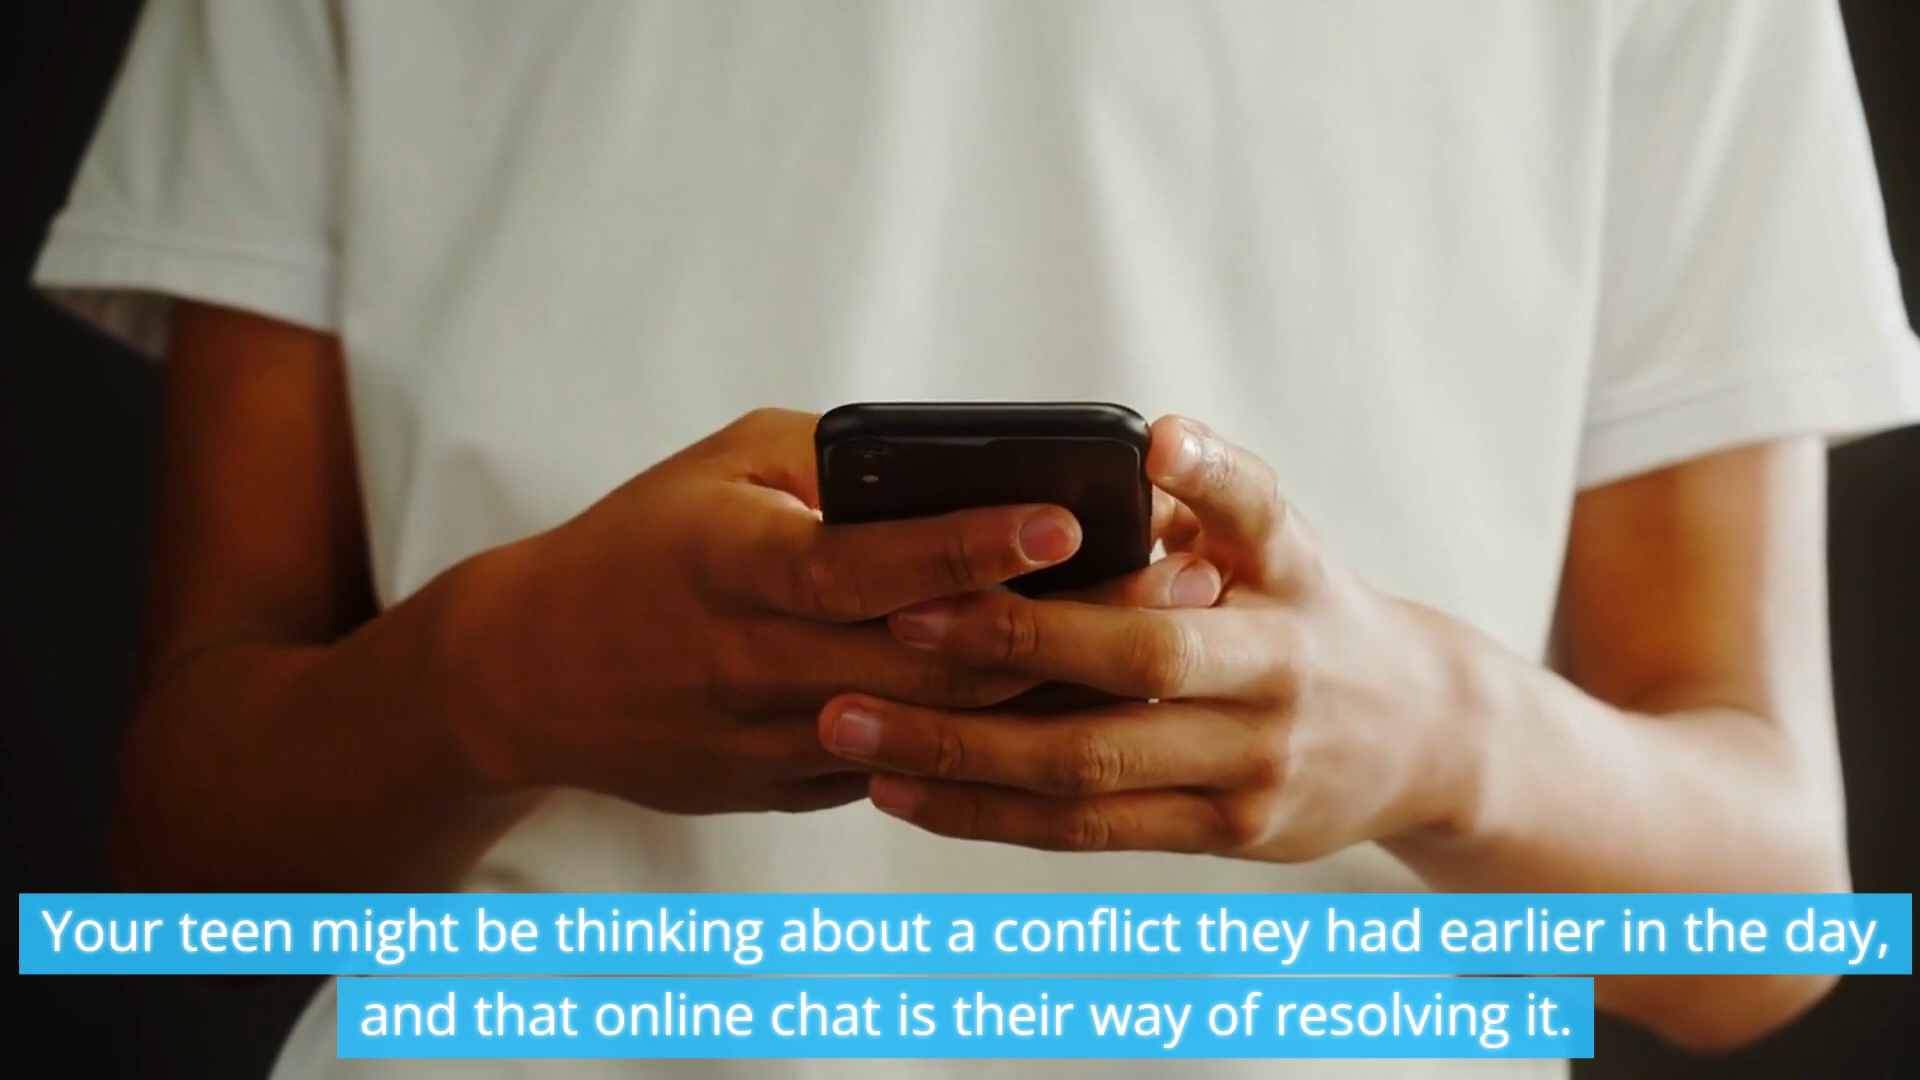 Your teen might be thinking about a conflict they had earlier in the day,
and that online chat is their way of resolving it.